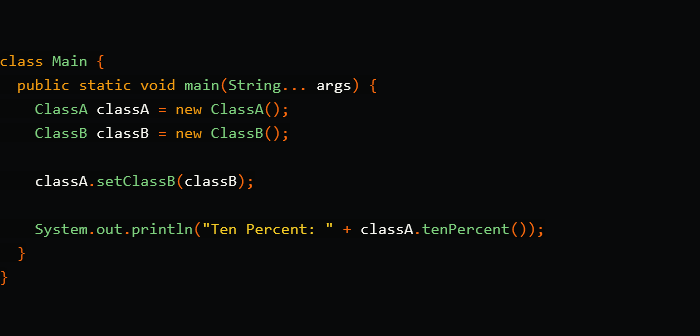 class Main {
  public static void main(String... args) {
    ClassA classA = new ClassA();
    ClassB classB = new ClassB();
    classA.setClassB(classB);
    System.out.println("Ten Percent: " + classA.tenPercent());
  }
}